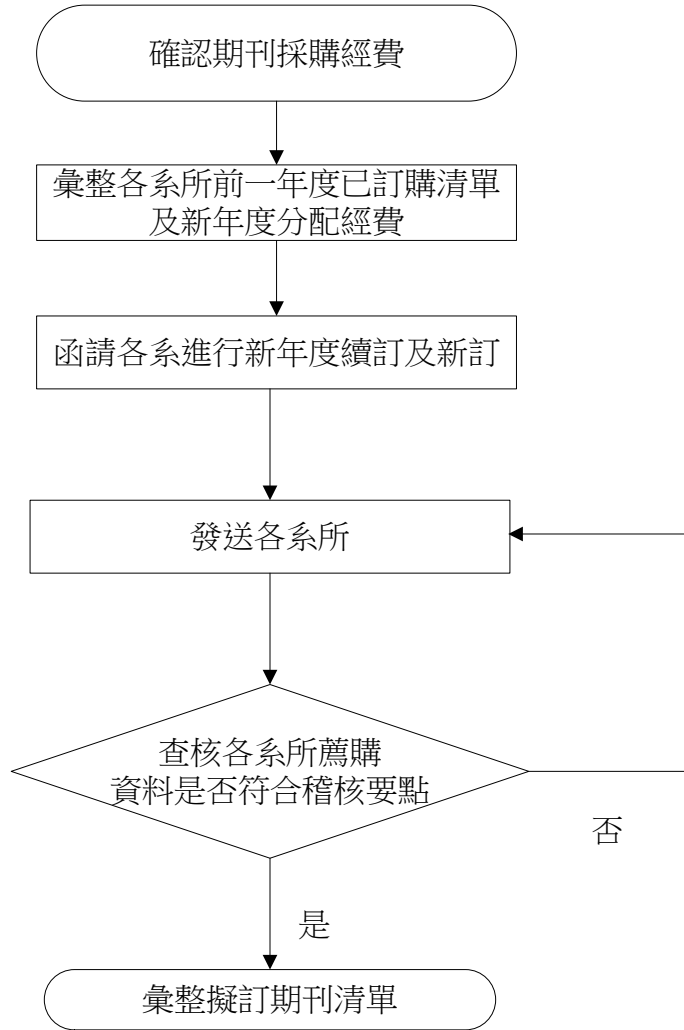 確認期刊採購經費
彙整各系所前一年度已訂購清單
及新年度分配經費
函請各系進行新年度續訂及新訂
發送各系所
查核各系所薦購
資料是否符合稽核要點
否
是
彙整擬訂期刊清單